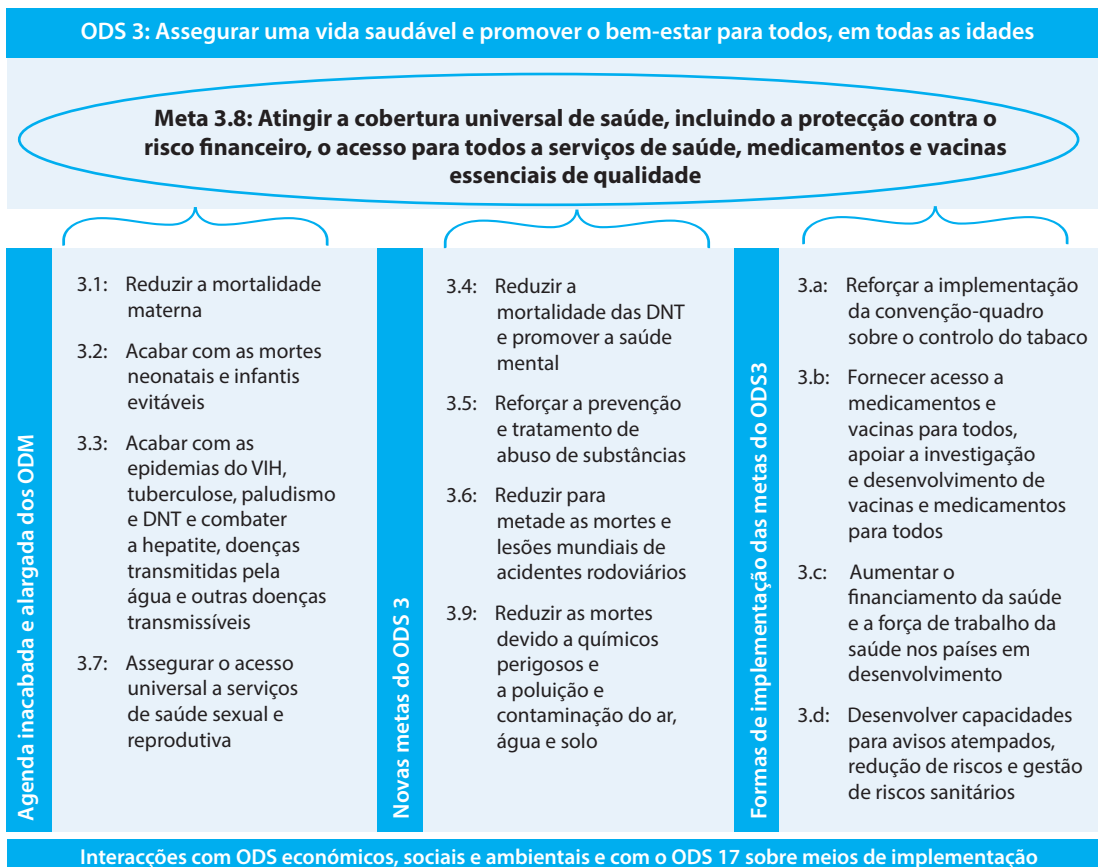 ODS 3: Assegurar uma vida saudável e promover o bem-estar para todos, em todas as idades
Meta 3.8: Atingir a cobertura universal de saúde, incluindo a protecção contra o
risco financeiro, o acesso para todos a serviços de saúde, medicamentos e vacinas
essenciais de qualidade
Agenda inacabada e alargada dos ODM
3.1: Reduzir a mortalidade
materna
3.2: Acabar com as mortes
neonatais e infantis
evitáveis
3.3: Acabar com as
epidemias do VIH,
tuberculose, paludismo
e DNT e combater
a hepatite, doenças
transmitidas pela
água e outras doenças
transmissíveis
3.7: Assegurar o acesso
universal a serviços
de saúde sexual e
reprodutiva
Novas metas do ODS 3
3.4: Reduzir a
mortalidade das DNT
e promover a saúde
mental
3.5: Reforçar a prevenção
e tratamento de
abuso de substâncias
3.6: Reduzir para
metade as mortes e
lesões mundiais de
acidentes rodoviários
3.9: Reduzir as mortes
devido a químicos
perigosos e
a poluição e
contaminação do ar,
água e solo
Formas de implementação das metas do ODS3
3.a: Reforçar a implementação
da convenção-quadro
sobre o controlo do tabaco
3.b: Fornecer acesso a
medicamentos e
vacinas para todos,
apoiar a investigação
e desenvolvimento de
vacinas e medicamentos
para todos
3.c: Aumentar o
financiamento da saúde
e a força de trabalho da
saúde nos países em
desenvolvimento
3.d: Desenvolver capacidades
para avisos atempados,
redução de riscos e gestão
de riscos sanitários
Interacções com ODS económicos, sociais e ambientais e com o ODS 17 sobre meios de implementação